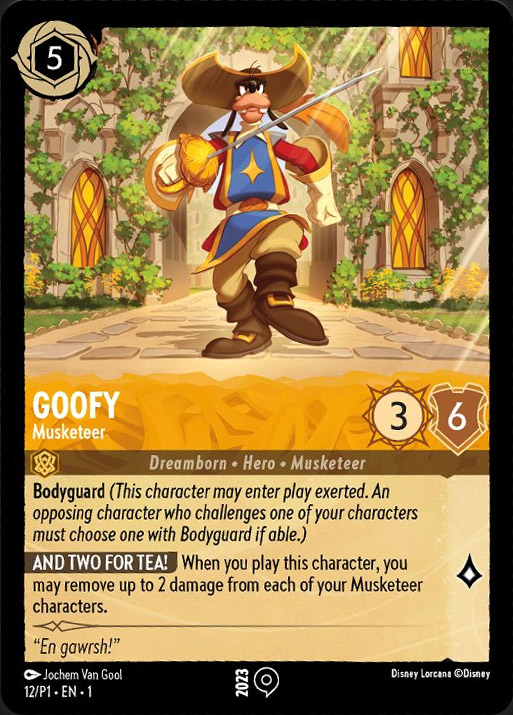 5
GOOFY
Musketeer
3
6
Dreamborn • Hero • Musketeer
Bodyguard (This character may enter play exerted. An
opposing character who challenges one of your characters
must choose one with Bodyguard if able.)
AND TWO FOR TEA! When you play this character, you
may remove up to 2 damage from each of your Musketeer
characters.
“En gawrsh!”
Jochem Van Gool
12/P1 • EN • 1
2023
Disney Lorcana ©Disney